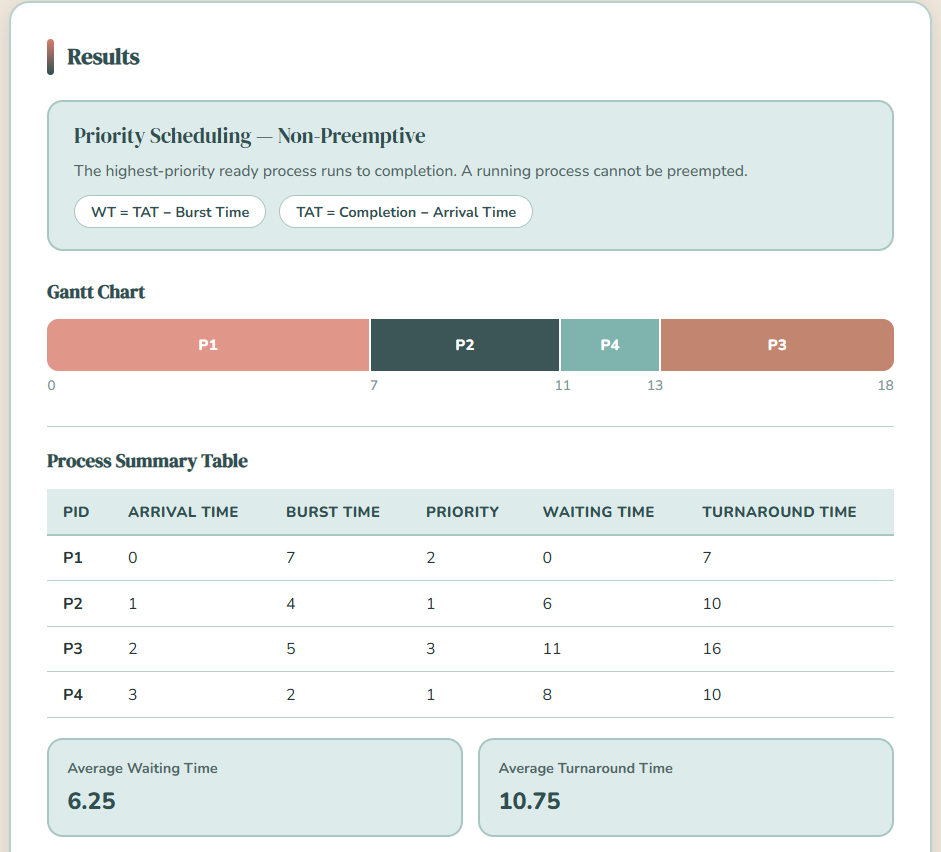 Results
Priority Scheduling — Non-Preemptive
The highest-priority ready process runs to completion. A running process cannot be preempted.
WT = TAT − Burst Time TAT = Completion − Arrival Time
Gantt Chart
P1 P2 P4 P3
0 7 11 13 18
Process Summary Table
PID ARRIVAL TIME BURST TIME PRIORITY WAITING TIME TURNAROUND TIME
P1 0 7 2 0 7
P2 1 4 1 6 10
P3 2 5 3 11 16
P4 3 2 1 8 10
Average Waiting Time Average Turnaround Time
6.25 10.75